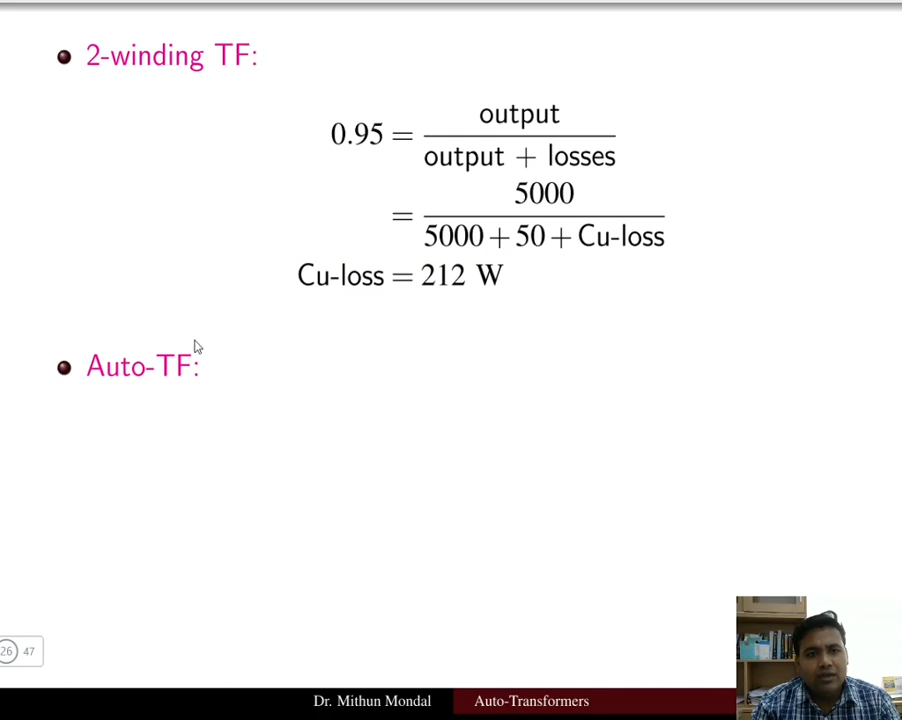 2-winding TF:
0.95 = output / output + losses
= 5000 / 5000 + 50 + Cu-loss
Cu-loss = 212 W
Auto-TF:
26 47
Dr. Mithun Mondal Auto-Transformers